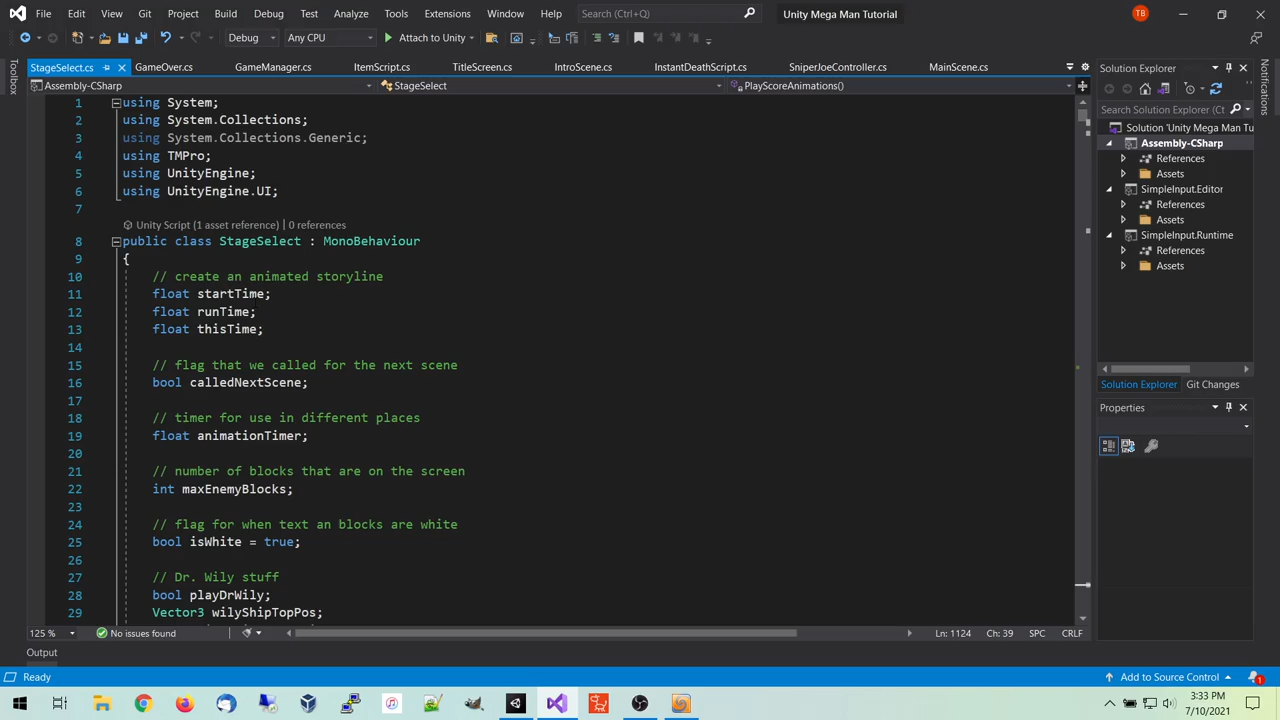 File Edit View Git Project Build Debug Test Analyze Tools Extensions Window Help Search (Ctrl+Q) Unity Mega Man Tutorial TB
Debug Any CPU Attach to Unity
StageSelect.cs GameOver.cs GameManager.cs ItemScript.cs TitleScreen.cs IntroScene.cs InstantDeathScript.cs SniperJoeController.cs MainScene.cs
Assembly-CSharp StageSelect PlayScoreAnimations()
Toolbox
1 using System;
2 using System.Collections;
3 using System.Collections.Generic;
4 using TMPro;
5 using UnityEngine;
6 using UnityEngine.UI;
7
Unity Script (1 asset reference) | 0 references
8 public class StageSelect : MonoBehaviour
9 {
10 // create an animated storyline
11 float startTime;
12 float runTime;
13 float thisTime;
14
15 // flag that we called for the next scene
16 bool calledNextScene;
17
18 // timer for use in different places
19 float animationTimer;
20
21 // number of blocks that are on the screen
22 int maxEnemyBlocks;
23
24 // flag for when text an blocks are white
25 bool isWhite = true;
26
27 // Dr. Wily stuff
28 bool playDrWily;
29 Vector3 wilyShipTopPos;
125 % No issues found Ln: 1124 Ch: 39 SPC CRLF
Output
Solution Explorer
Search Solution Explorer (Ct
Solution 'Unity Mega Man Tu
Assembly-CSharp
References
Assets
SimpleInput.Editor
References
Assets
SimpleInput.Runtime
References
Assets
Solution Explorer Git Changes
Properties
Notifications
Ready Add to Source Control 1
3:33 PM
7/10/2021